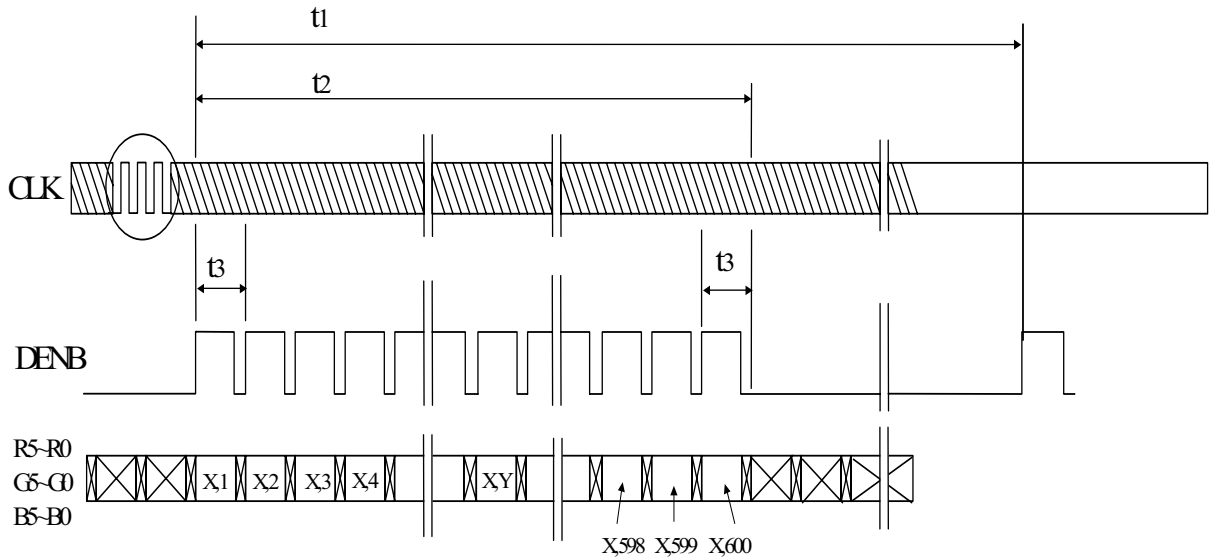 t1
t2
CLK
t3
t3
DENB
R5~R0
G5~G0
B5~B0
X,1
X,2
X,3
X,4
X,Y
X,598
X,599
X,600